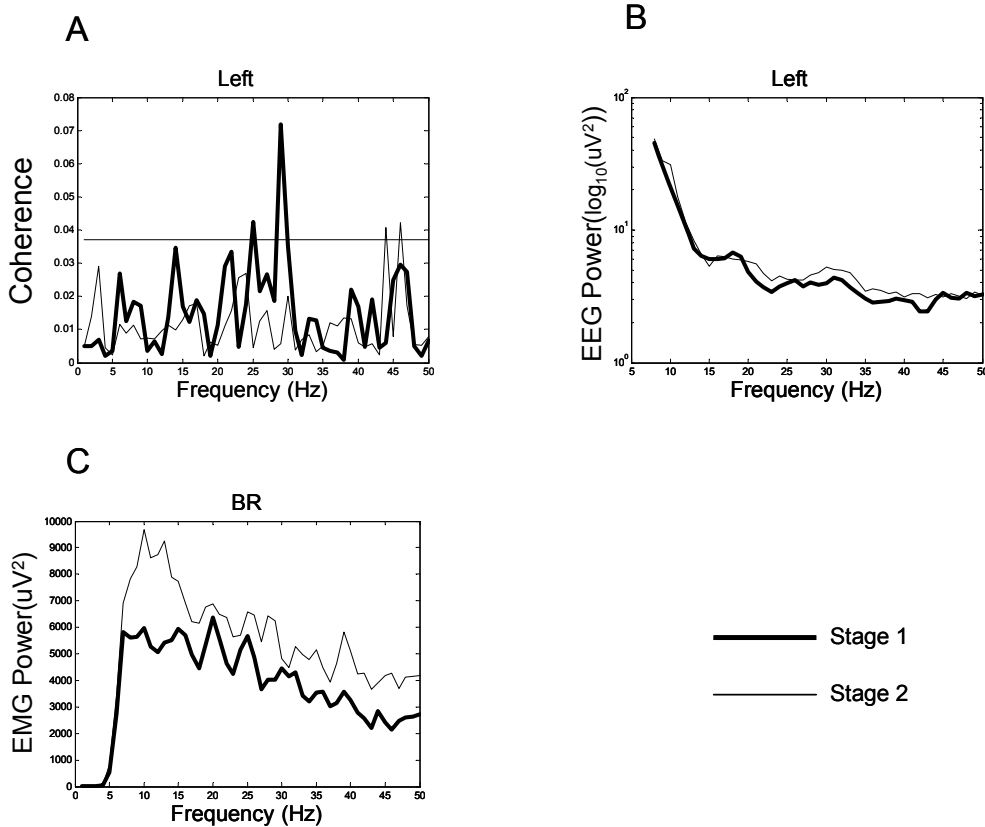 A
Left
0.08
0.07
0.06
0.05
0.04
0.03
0.02
0.01
0
Coherence
0 5 10 15 20 25 30 35 40 45 50
Frequency (Hz)
B
Left
10²
10¹
10⁰
EEG Power(log₁₀(uV²))
5 10 15 20 25 30 35 40 45 50
Frequency (Hz)
C
BR
10000
9000
8000
7000
6000
5000
4000
3000
2000
1000
0
EMG Power(uV²)
0 5 10 15 20 25 30 35 40 45 50
Frequency (Hz)
Stage 1
Stage 2